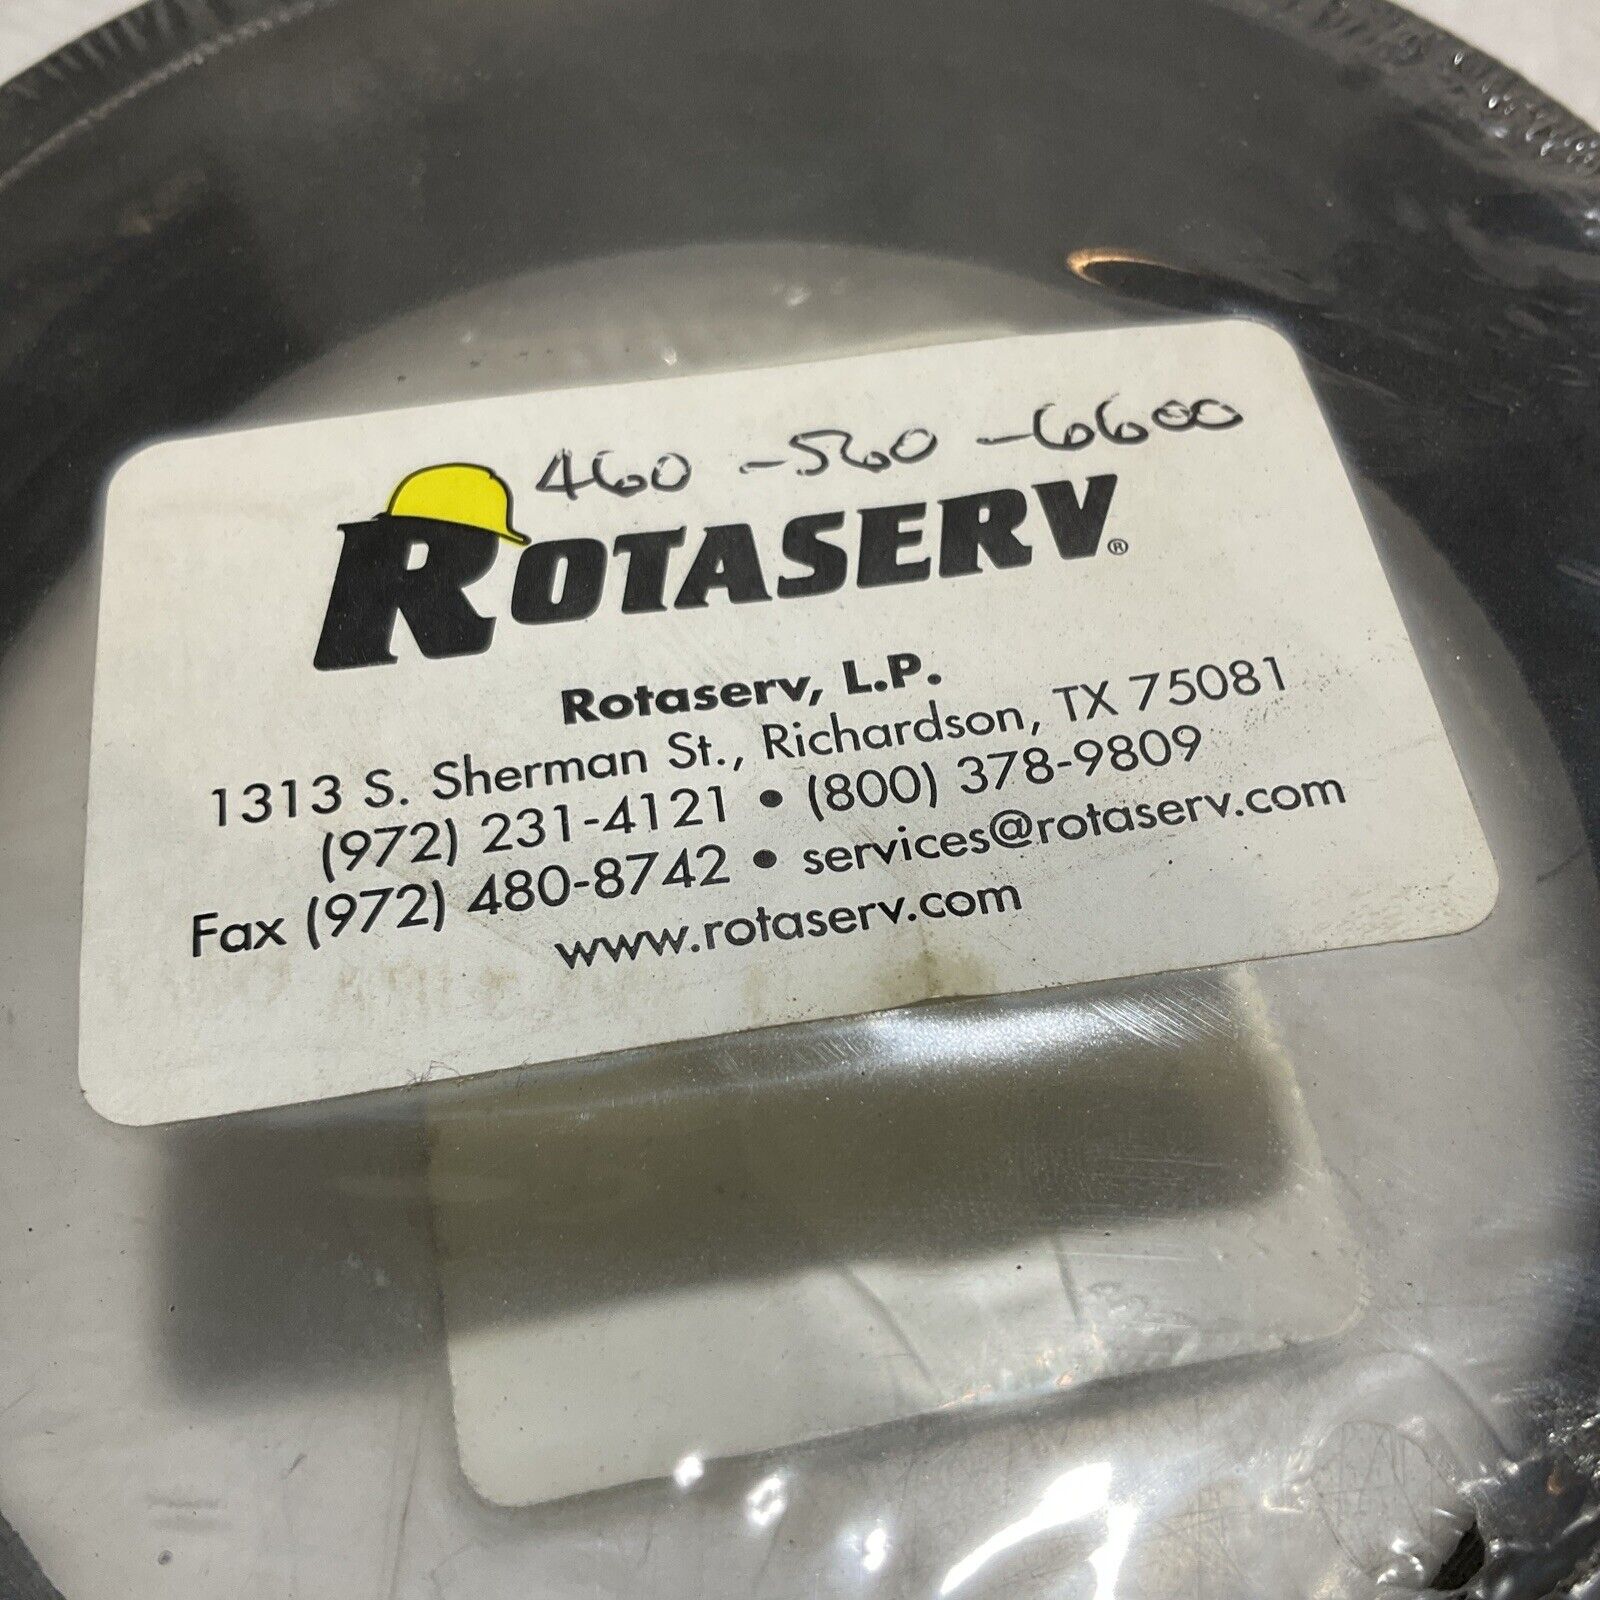 460 -560 -6600
ROTASERV®
Rotaserv, L.P.
1313 S. Sherman St., Richardson, TX 75081
(972) 231-4121 • (800) 378-9809
Fax (972) 480-8742 • services@rotaserv.com
www.rotaserv.com